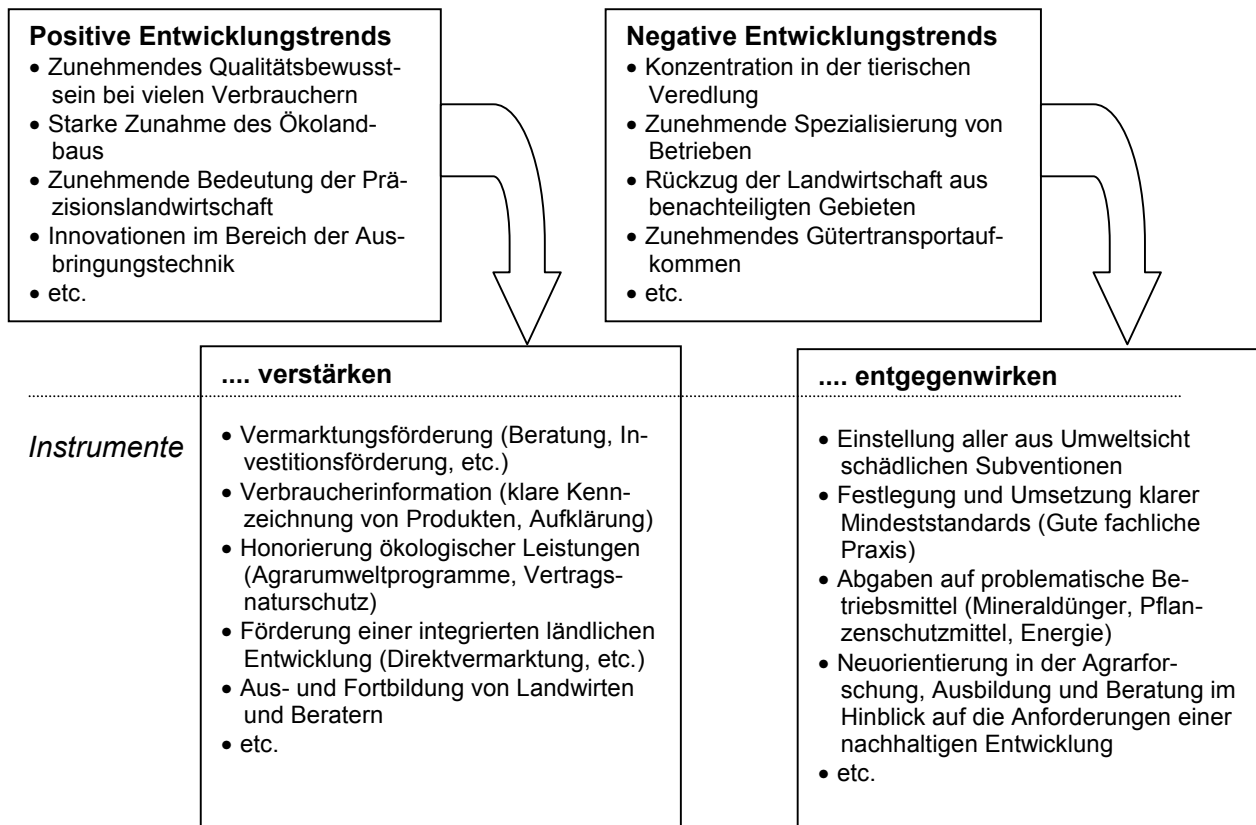 Positive Entwicklungstrends
• Zunehmendes Qualitätsbewusst-
sein bei vielen Verbrauchern
• Starke Zunahme des Ökoland-
baus
• Zunehmende Bedeutung der Prä-
zisionslandwirtschaft
• Innovationen im Bereich der Aus-
bringungstechnik
• etc.
Negative Entwicklungstrends
• Konzentration in der tierischen
Veredlung
• Zunehmende Spezialisierung von
Betrieben
• Rückzug der Landwirtschaft aus
benachteiligten Gebieten
• Zunehmendes Gütertransportauf-
kommen
• etc.
Instrumente
.... verstärken
• Vermarktungsförderung (Beratung, In-
vestitionsförderung, etc.)
• Verbraucherinformation (klare Kenn-
zeichnung von Produkten, Aufklärung)
• Honorierung ökologischer Leistungen
(Agrarumweltprogramme, Vertrags-
naturschutz)
• Förderung einer integrierten ländlichen
Entwicklung (Direktvermarktung, etc.)
• Aus- und Fortbildung von Landwirten
und Beratern
• etc.
.... entgegenwirken
• Einstellung aller aus Umweltsicht
schädlichen Subventionen
• Festlegung und Umsetzung klarer
Mindeststandards (Gute fachliche
Praxis)
• Abgaben auf problematische Be-
triebsmittel (Mineraldünger, Pflan-
zenschutzmittel, Energie)
• Neuorientierung in der Agrarfor-
schung, Ausbildung und Beratung im
Hinblick auf die Anforderungen einer
nachhaltigen Entwicklung
• etc.